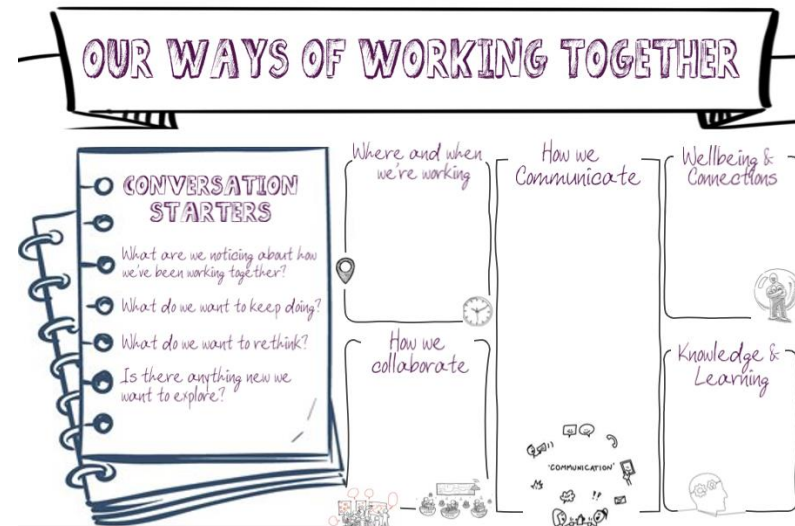 OUR WAYS OF WORKING TOGETHER
CONVERSATION
STARTERS
What are we noticing about how
we've been working together?
What do we want to keep doing?
What do we want to rethink?
Is there anything new we
want to explore?
Where and when
we're working
How we
collaborate
How we
Communicate
'COMMUNICATION'
!!
Wellbeing &
Connections
Knowledge &
Learning